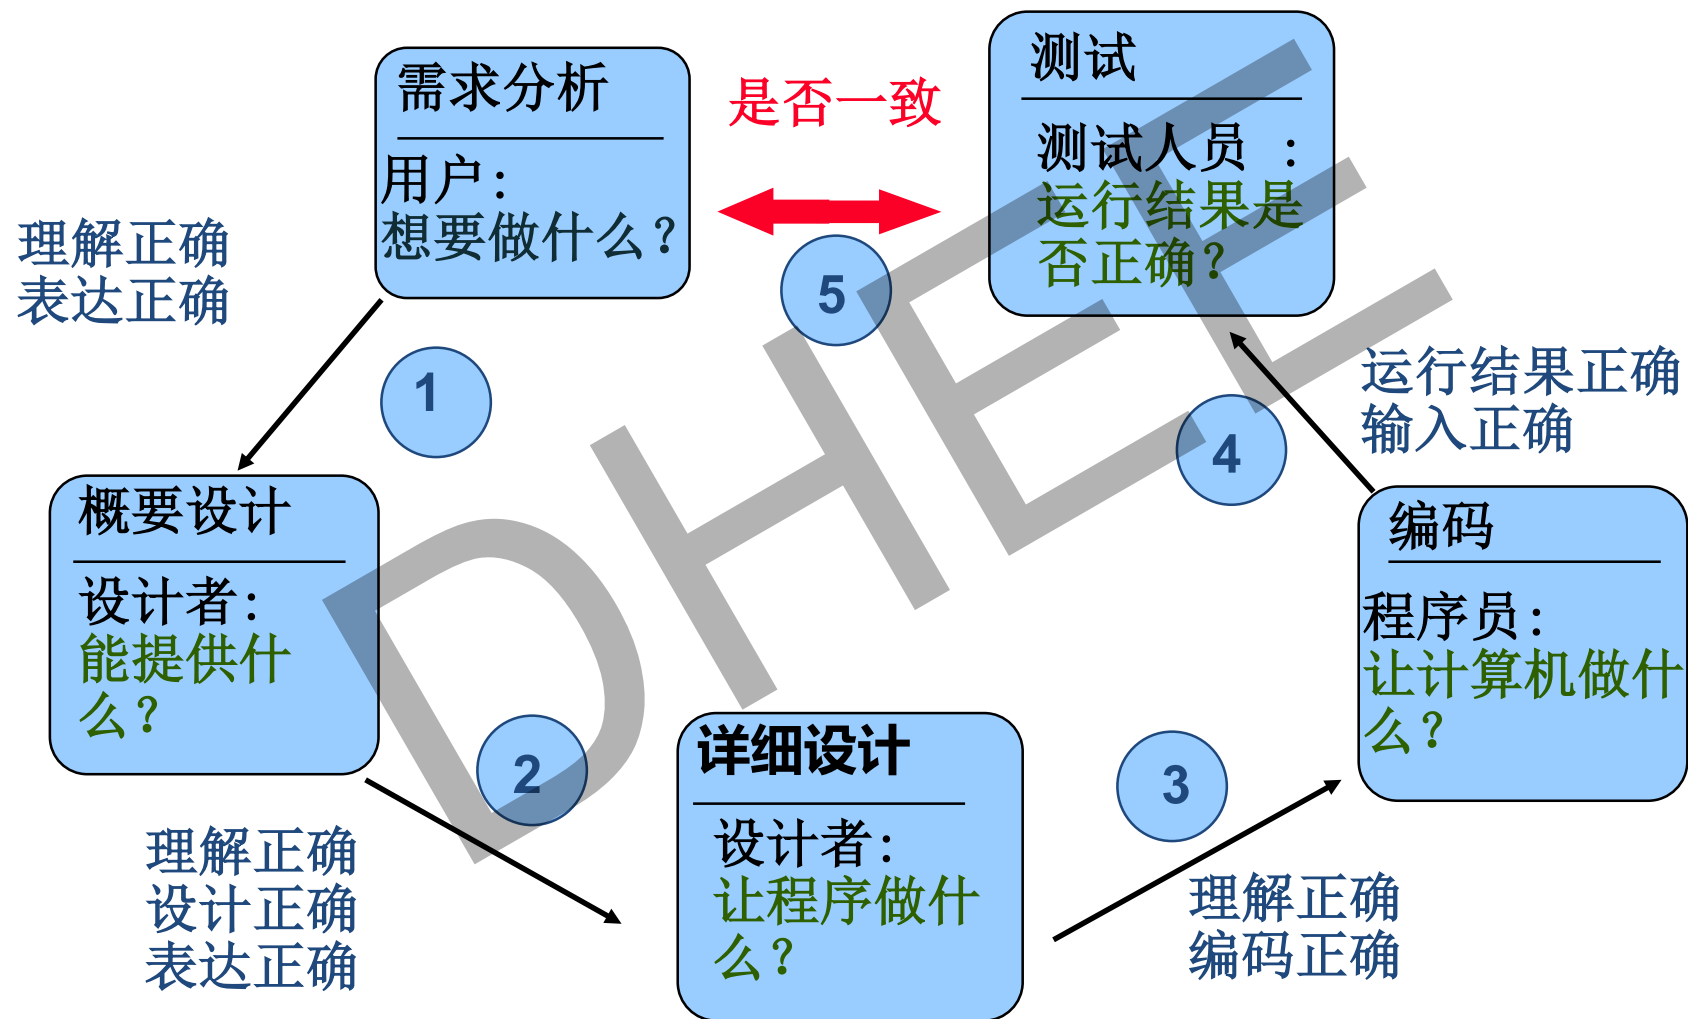 需求分析
用户：
想要做什么？
是否一致
测试
测试人员 ：
运行结果是
否正确？
理解正确
表达正确
5
1
运行结果正确
输入正确
4
概要设计
设计者：
能提供什
么？
编码
程序员：
让计算机做什
么？
2
详细设计
设计者：
让程序做什
么？
3
理解正确
设计正确
表达正确
理解正确
编码正确
DHEE